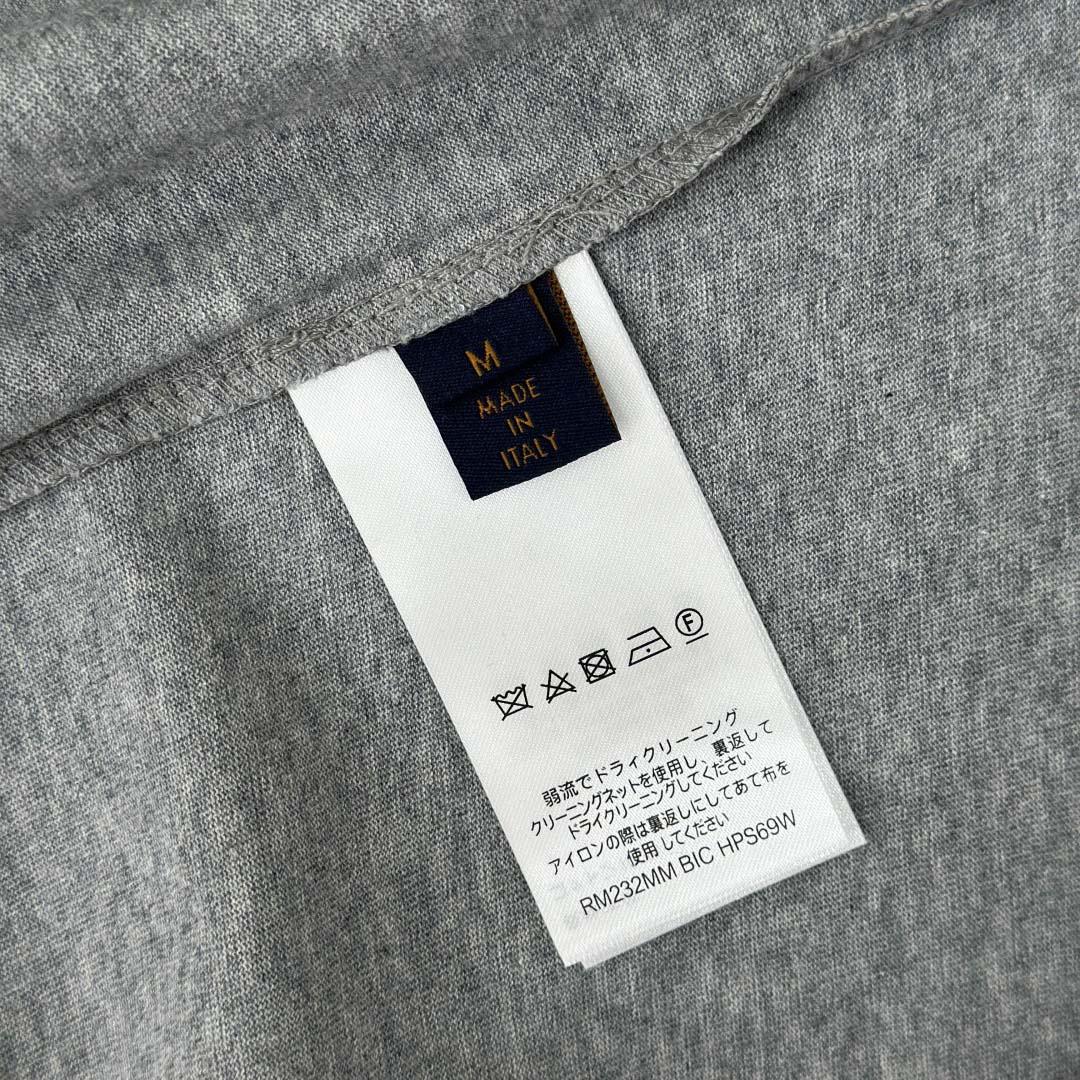 M
MADE
IN
ITALY
F
弱流でドライクリーニング
クリーニングネットを使用し、裏返して
ドライクリーニングしてください
アイロンの際は裏返しにしてあて布を
使用してください
RM232MM BIC HPS69W